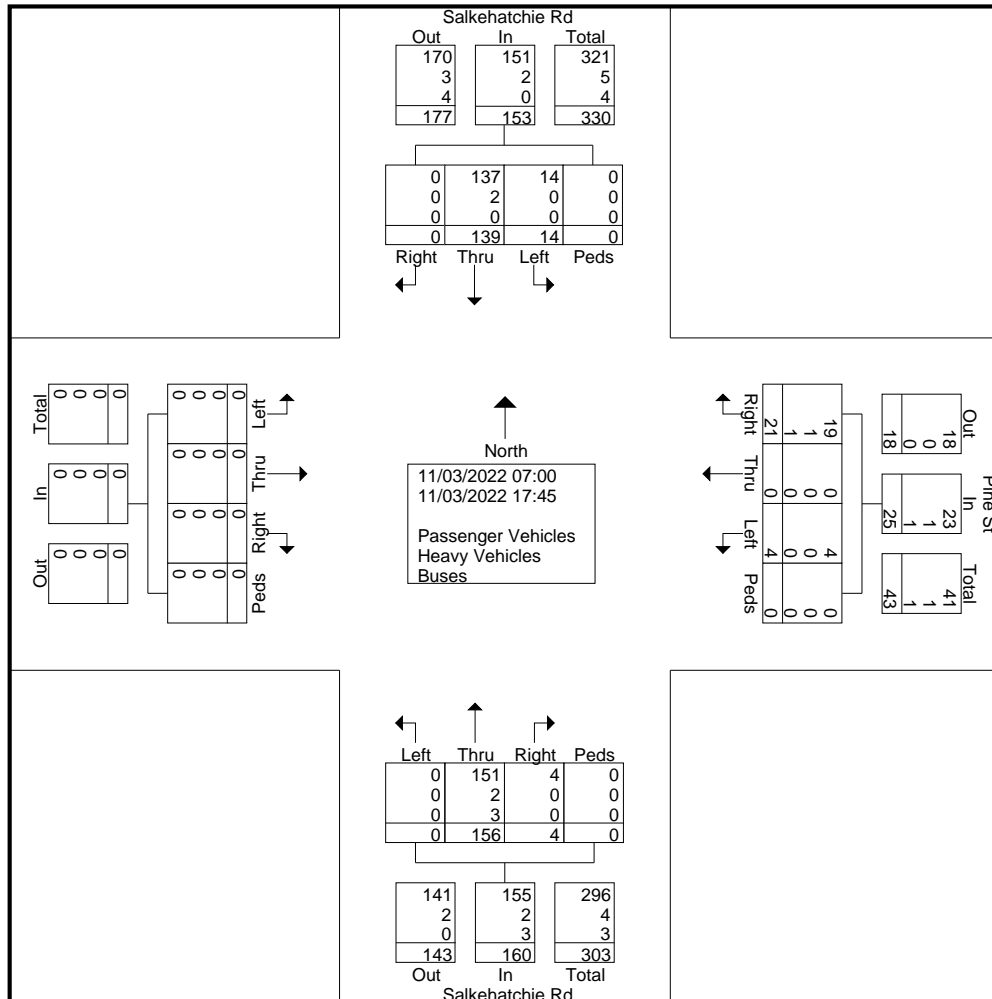 Salkehatchie Rd
Out In Total
170 151 321
3 2 5
4 0 4
177 153 330
0 137 14 0
0 2 0 0
0 0 0 0
0 139 14 0
Right Thru Left Peds
Total
0 0 0 0
In
0 0 0 0
Out
0 0 0 0
Left
0 0 0 0
Thru
0 0 0 0
Right
0 0 0 0
Peds
0 0 0 0
North
11/03/2022 07:00
11/03/2022 17:45
Passenger Vehicles
Heavy Vehicles
Buses
Right Thru Left Peds
19 0 4 0
1 0 0 0
1 0 0 0
21 0 4 0
Pine St
Out In Total
18 23 41
0 1 1
0 1 1
18 25 43
Left Thru Right Peds
0 151 4 0
0 2 0 0
0 3 0 0
0 156 4 0
141 155 296
2 2 4
0 3 3
143 160 303
Out In Total
Salkehatchie Rd